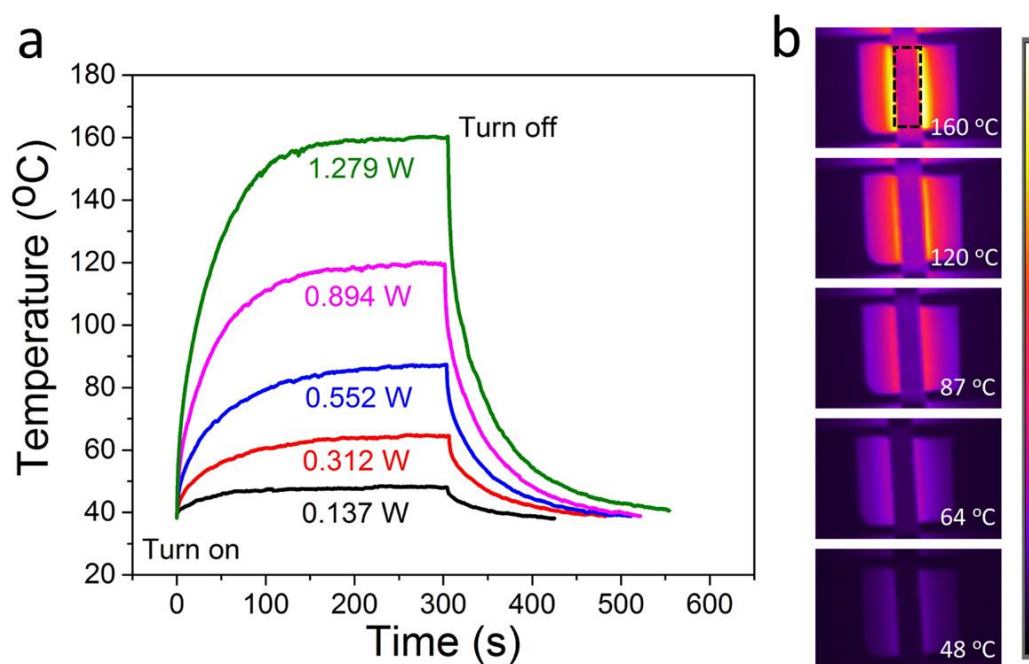 a
Temperature (ºC)
180
160
140
120
100
80
60
40
20
Turn off
1.279 W
0.894 W
0.552 W
0.312 W
0.137 W
Turn on
0 100 200 300 400 500 600
Time (s)
b
160 ºC
120 ºC
87 ºC
64 ºC
48 ºC